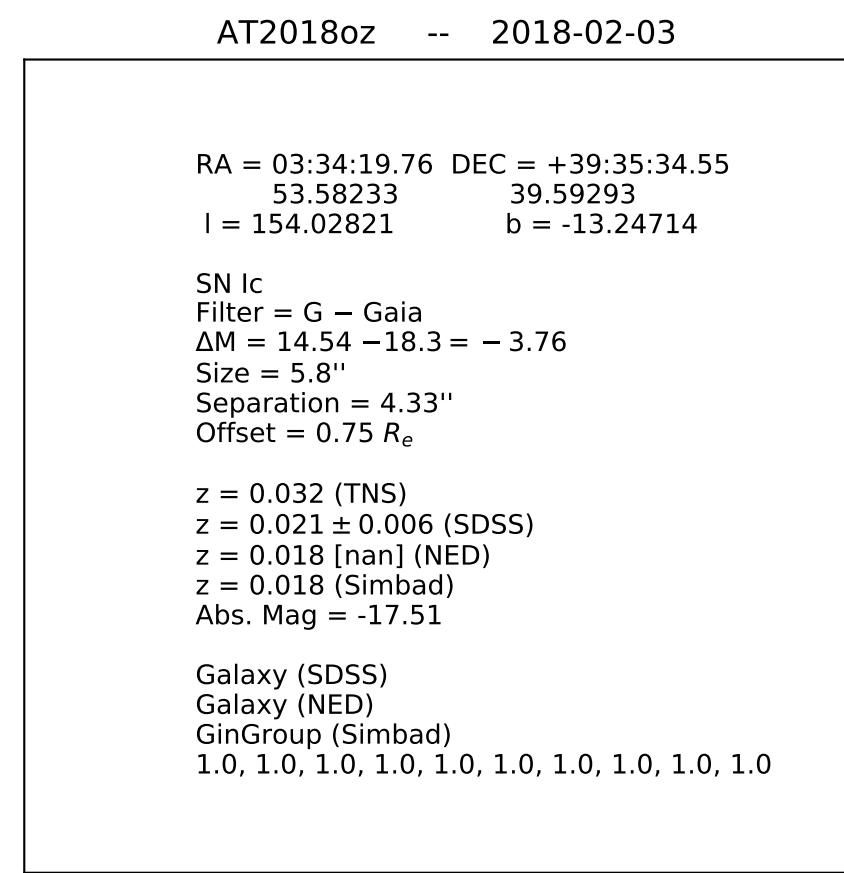 AT2018oz -- 2018-02-03
RA = 03:34:19.76 DEC = +39:35:34.55
53.58233 39.59293
l = 154.02821 b = -13.24714
SN Ic
Filter = G − Gaia
ΔM = 14.54 −18.3 = − 3.76
Size = 5.8''
Separation = 4.33''
Offset = 0.75 Re
z = 0.032 (TNS)
z = 0.021 ± 0.006 (SDSS)
z = 0.018 [nan] (NED)
z = 0.018 (Simbad)
Abs. Mag = -17.51
Galaxy (SDSS)
Galaxy (NED)
GinGroup (Simbad)
1.0, 1.0, 1.0, 1.0, 1.0, 1.0, 1.0, 1.0, 1.0, 1.0